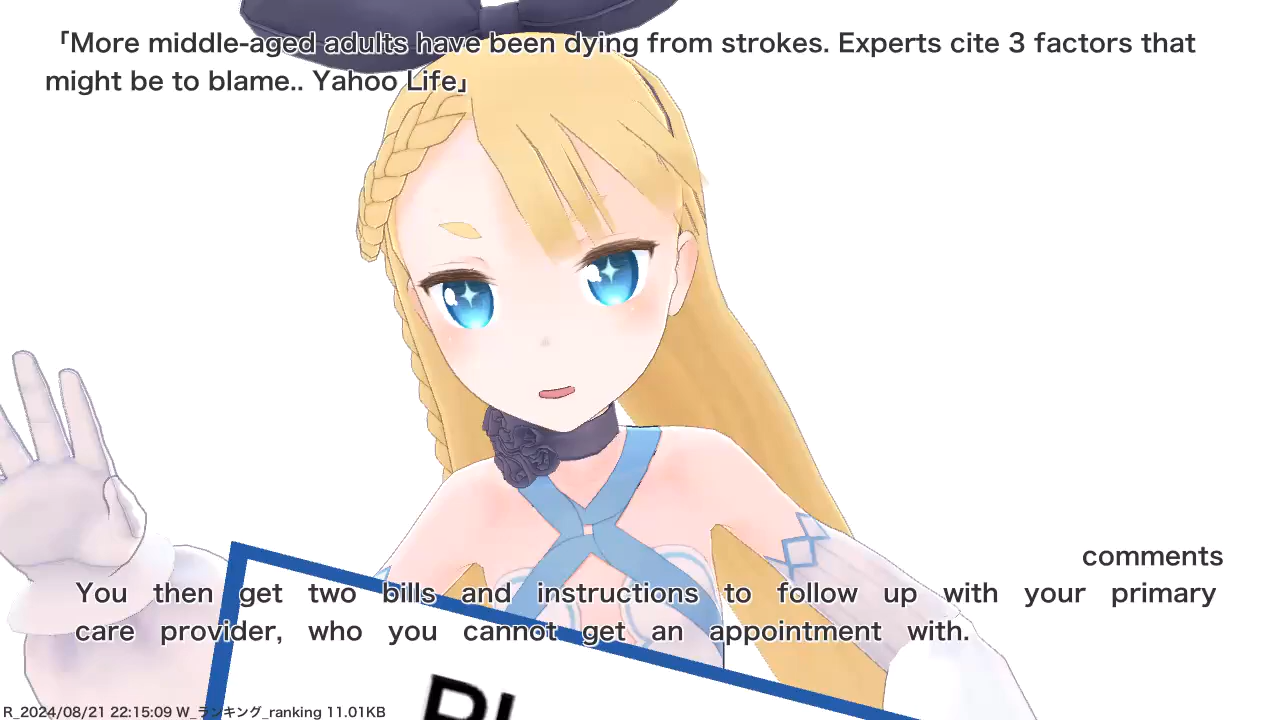 「More middle-aged adults have been dying from strokes. Experts cite 3 factors that
might be to blame.. Yahoo Life」
comments
You then get two bills and instructions to follow up with your primary
care provider, who you cannot get an appointment with.
R_2024/08/21 22:15:09 W_ランキング_ranking 11.01KB